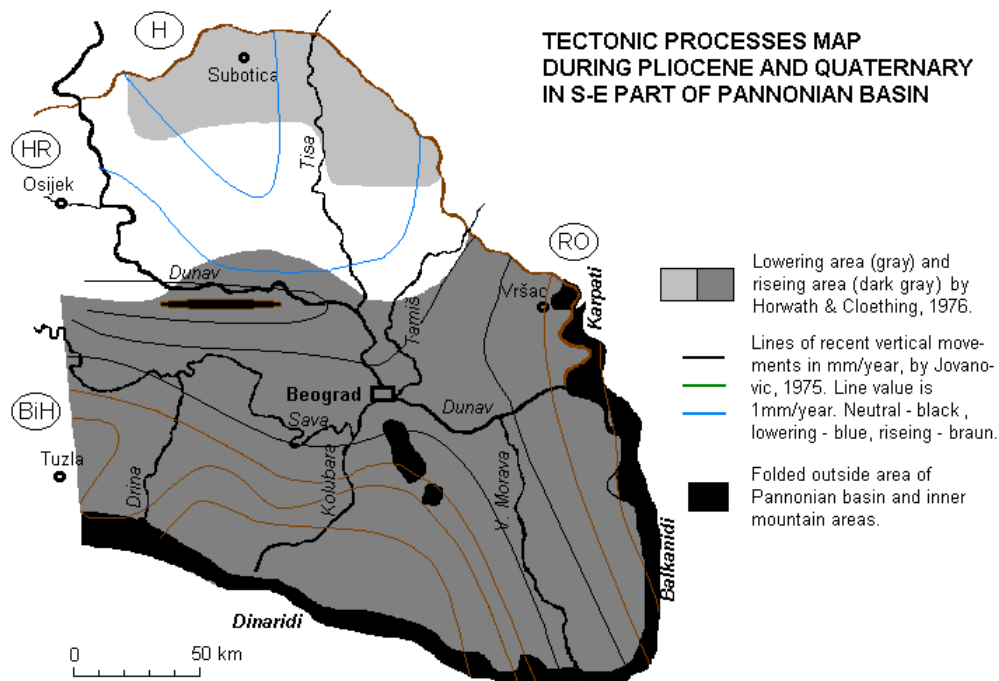 TECTONIC PROCESSES MAP
DURING PLIOCENE AND QUATERNARY
IN S-E PART OF PANNONIAN BASIN
H
Subotica
HR
Osijek
Tisa
Dunav
RO
Vršac
Karpati
Tamiš
Beograd
Dunav
Sava
BiH
Tuzla
Drina
Kolubara
V. Morava
Balkanidi
Dinaridi
0 50 km
Lowering area (gray) and
riseing area (dark gray) by
Horwath & Cloething, 1976.
Lines of recent vertical move-
ments in mm/year, by Jovano-
vic, 1975. Line value is
1mm/year. Neutral - black ,
lowering - blue, riseing - braun.
Folded outside area of
Pannonian basin and inner
mountain areas.